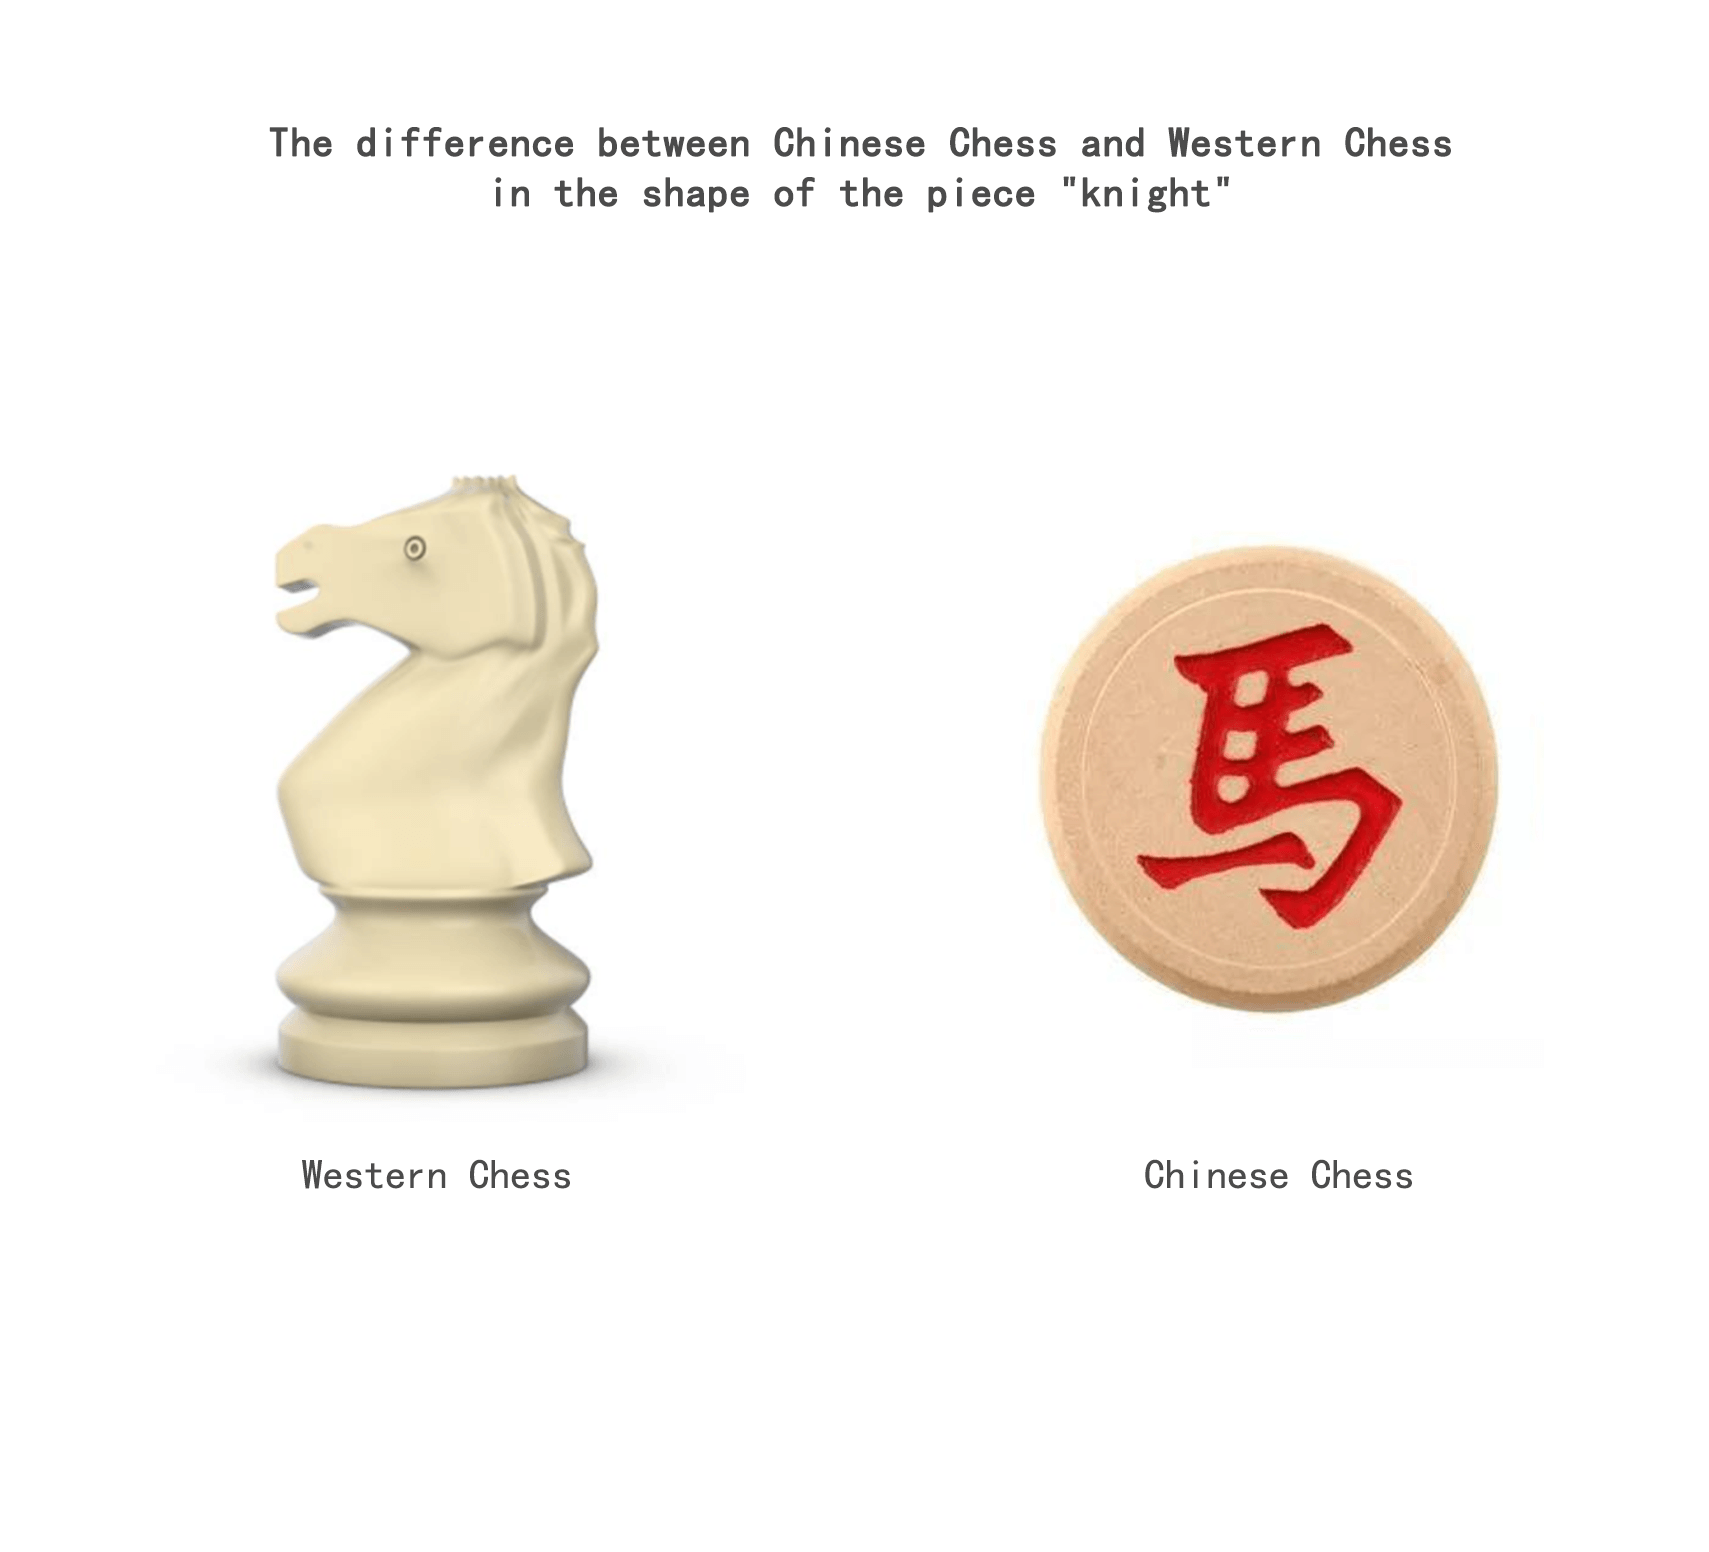 The difference between Chinese Chess and Western Chess
in the shape of the piece "knight"
馬
Western Chess
Chinese Chess